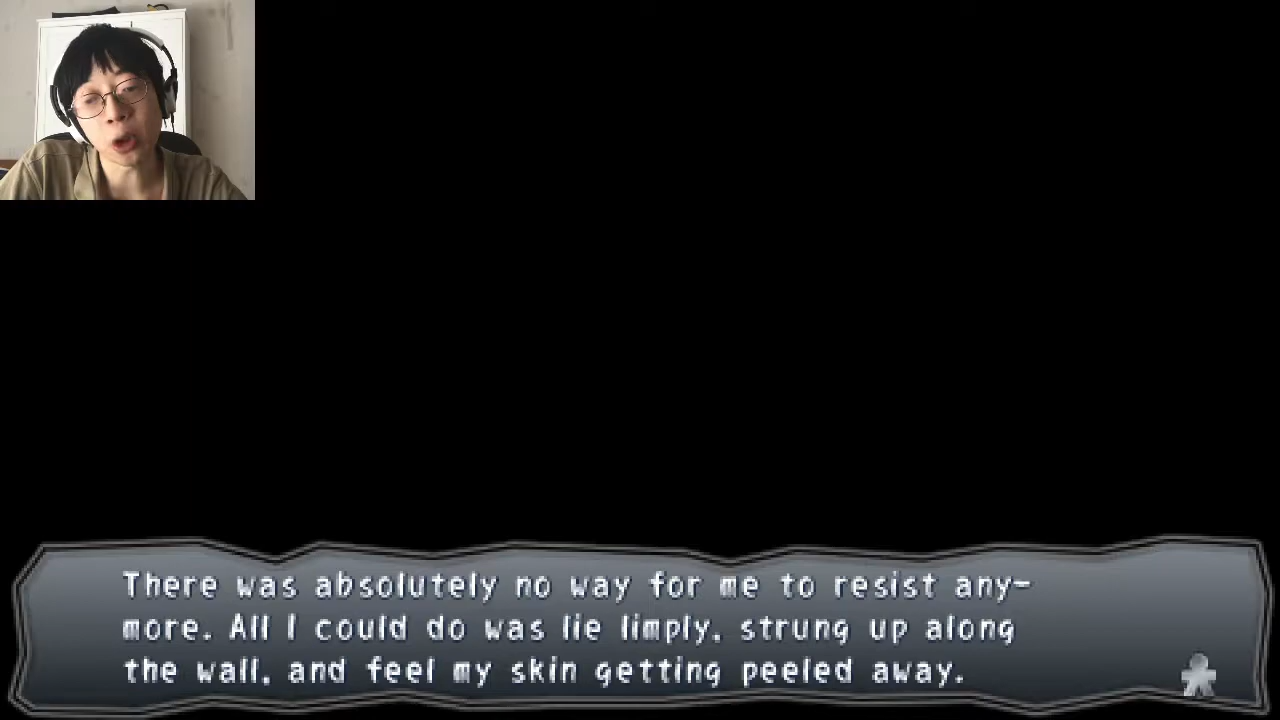 There was absolutely no way for me to resist any-
more. All I could do was lie limply, strung up along
the wall, and feel my skin getting peeled away.